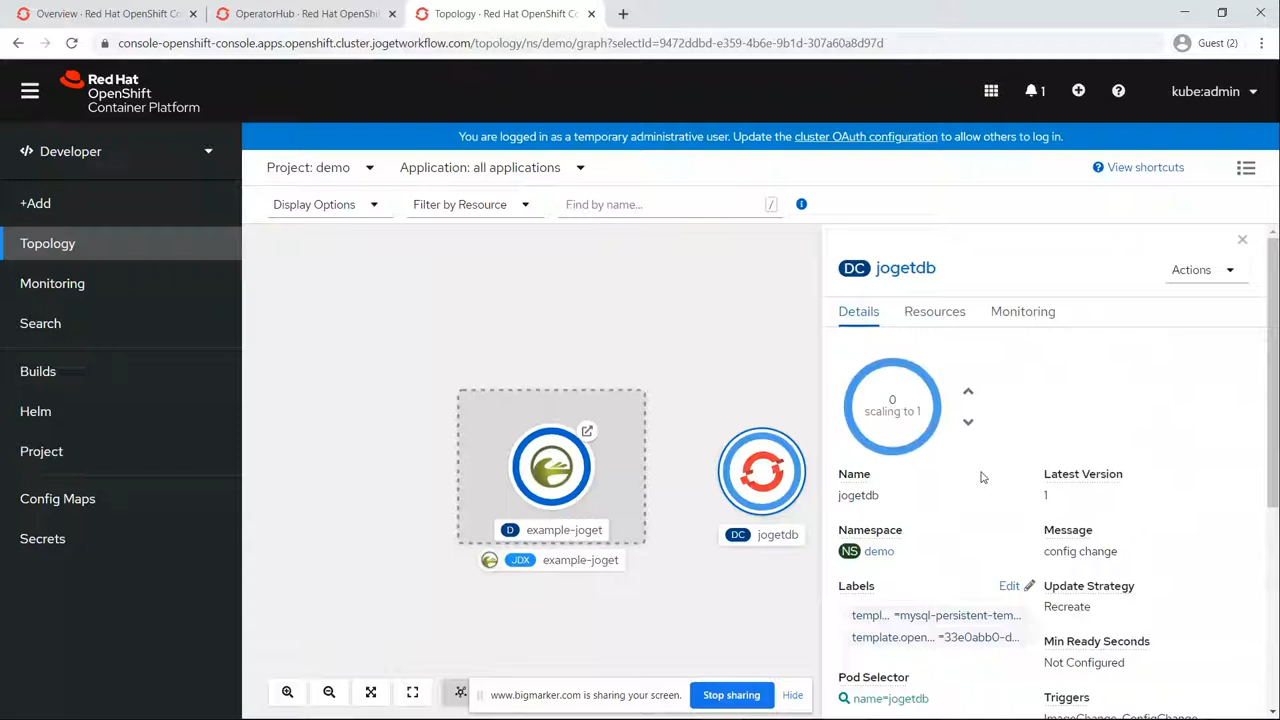 Overview · Red Hat OpenShift Cc
OperatorHub · Red Hat OpenShif
Topology · Red Hat OpenShift Cc
console-openshift-console.apps.openshift.cluster.jogetworkflow.com/topology/ns/demo/graph?selectId=9472ddbd-e359-4b6e-9b1d-307a60a8d97d
Guest (2)
Red Hat
OpenShift
Container Platform
1
kube:admin
You are logged in as a temporary administrative user. Update the cluster OAuth configuration to allow others to log in.
Developer
+Add
Topology
Monitoring
Search
Builds
Helm
Project
Config Maps
Secrets
Project: demo
Application: all applications
View shortcuts
Display Options
Filter by Resource
Find by name...
/
D example-joget
JDX example-joget
DC jogetdb
DC jogetdb
Actions
Details
Resources
Monitoring
0
scaling to 1
Name
jogetdb
Latest Version
1
Namespace
NS demo
Message
config change
Labels
Edit
templ... =mysql-persistent-tem...
template.open... =33e0abb0-d...
Update Strategy
Recreate
Min Ready Seconds
Not Configured
Pod Selector
name=jogetdb
Triggers
ImageChange, ConfigChange
www.bigmarker.com is sharing your screen.
Stop sharing
Hide